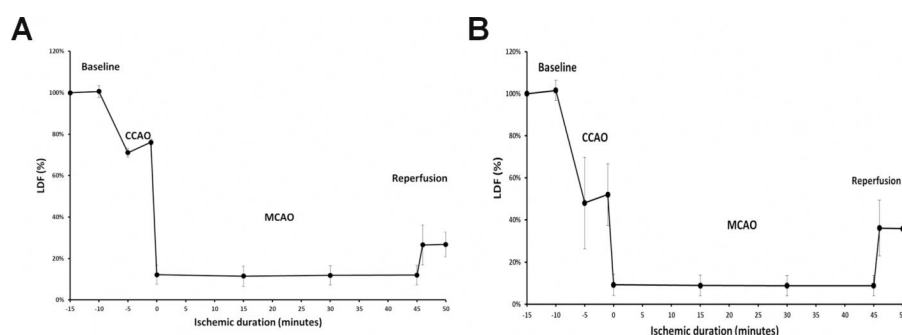 A
120%
Baseline
100%
CCAO
80%
60%
Reperfusion
40%
MCAO
20%
0%
LDF (%)
-15 -10 -5 0 5 10 15 20 25 30 35 40 45 50
Ischemic duration (minutes)
B
120%
Baseline
100%
80%
CCAO
60%
Reperfusion
40%
MCAO
20%
0%
LDF (%)
-15 -10 -5 0 5 10 15 20 25 30 35 40 45 50
Ischemic duration (minutes)